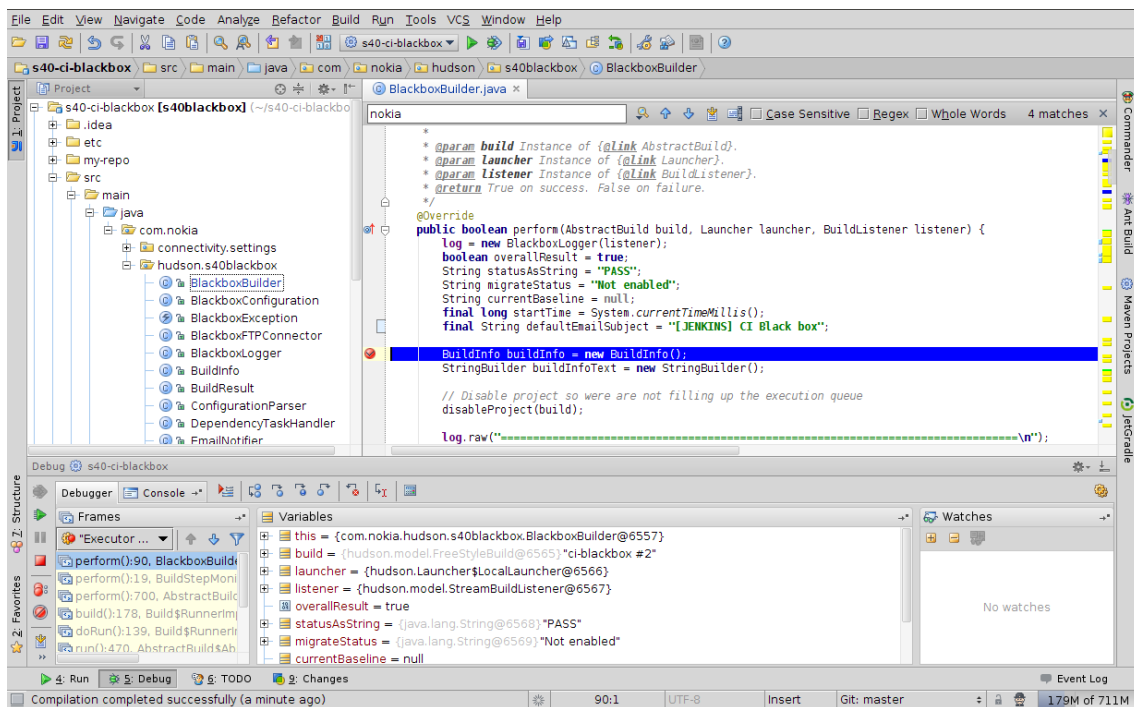 File Edit View Navigate Code Analyze Refactor Build Run Tools VCS Window Help
s40-ci-blackbox
s40-ci-blackbox src main java com nokia hudson s40blackbox BlackboxBuilder
1: Project
Project
s40-ci-blackbox [s40blackbox] (~/s40-ci-blackbo
.idea
etc
my-repo
src
main
java
com.nokia
connectivity.settings
hudson.s40blackbox
BlackboxBuilder
BlackboxConfiguration
BlackboxException
BlackboxFTPConnector
BlackboxLogger
BuildInfo
BuildResult
ConfigurationParser
DependencyTaskHandler
EmailNotifier
BlackboxBuilder.java ×
nokia Case Sensitive Regex Whole Words 4 matches ×
*
* @param build Instance of {@link AbstractBuild}.
* @param launcher Instance of {@link Launcher}.
* @param listener Instance of {@link BuildListener}.
* @return True on success. False on failure.
*/
@Override
public boolean perform(AbstractBuild build, Launcher launcher, BuildListener listener) {
log = new BlackboxLogger(listener);
boolean overallResult = true;
String statusAsString = "PASS";
String migrateStatus = "Not enabled";
String currentBaseline = null;
final long startTime = System.currentTimeMillis();
final String defaultEmailSubject = "[JENKINS] CI Black box";
BuildInfo buildInfo = new BuildInfo();
StringBuilder buildInfoText = new StringBuilder();
// Disable project so were are not filling up the execution queue
disableProject(build);
log.raw("================================================================================\n");
Commander
Ant Build
Maven Projects
JetGradle
Debug s40-ci-blackbox
Z: Structure
2: Favorites
Debugger Console
Frames
"Executor ...
perform():90, BlackboxBuilde
perform():19, BuildStepMoni
perform():700, AbstractBuild
build():178, Build$RunnerImp
doRun():139, Build$RunnerIr
run():470, AbstractBuild$Ab
Variables
this = {com.nokia.hudson.s40blackbox.BlackboxBuilder@6557}
build = {hudson.model.FreeStyleBuild@6565}"ci-blackbox #2"
launcher = {hudson.Launcher$LocalLauncher@6566}
listener = {hudson.model.StreamBuildListener@6567}
overallResult = true
statusAsString = {java.lang.String@6568}"PASS"
migrateStatus = {java.lang.String@6569}"Not enabled"
currentBaseline = null
Watches
No watches
4: Run 5: Debug 6: TODO 9: Changes Event Log
Compilation completed successfully (a minute ago) 90:1 UTF-8 Insert Git: master 179M of 711M